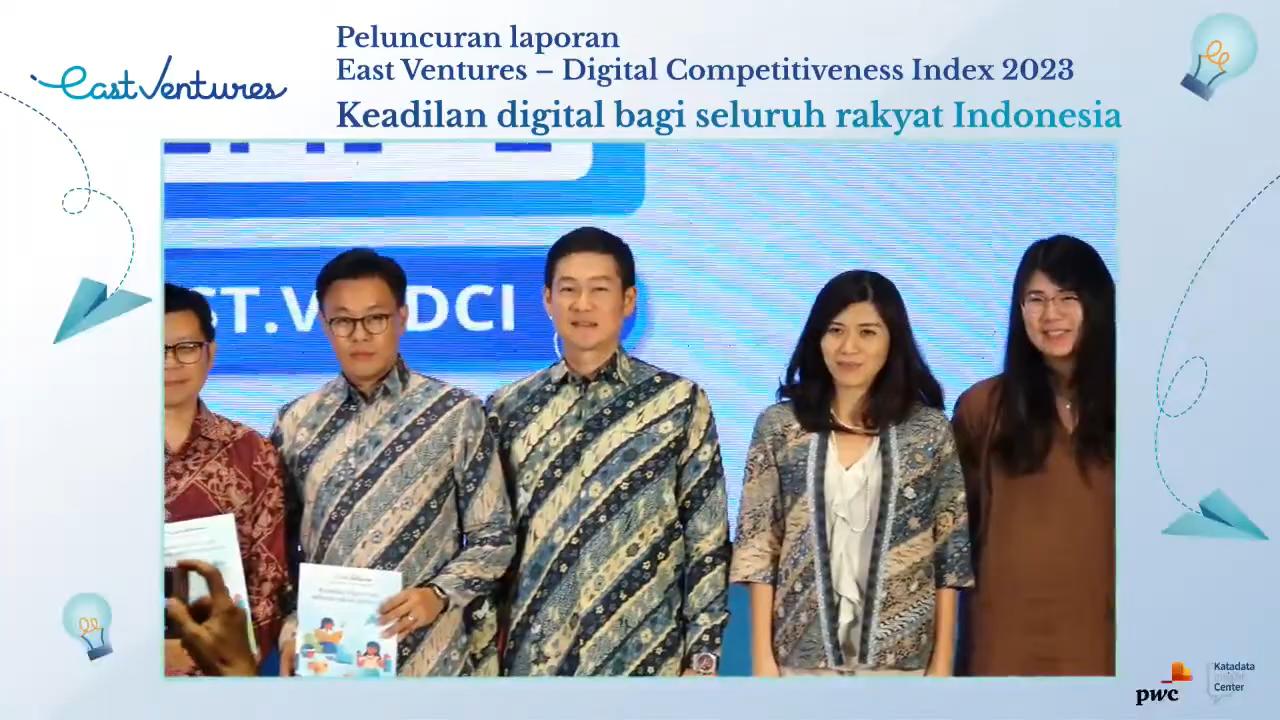 East Ventures
Peluncuran laporan
East Ventures – Digital Competitiveness Index 2023
Keadilan digital bagi seluruh rakyat Indonesia
DCI
pwc
Katadata
Insight
Center